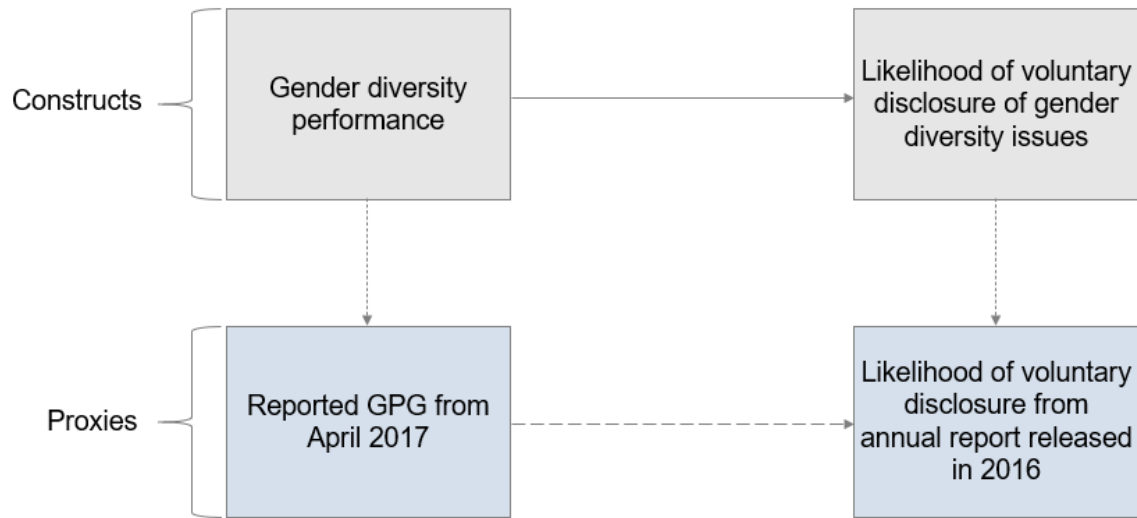 Constructs
Gender diversity
performance
Likelihood of voluntary
disclosure of gender
diversity issues
Proxies
Reported GPG from
April 2017
Likelihood of voluntary
disclosure from
annual report released
in 2016